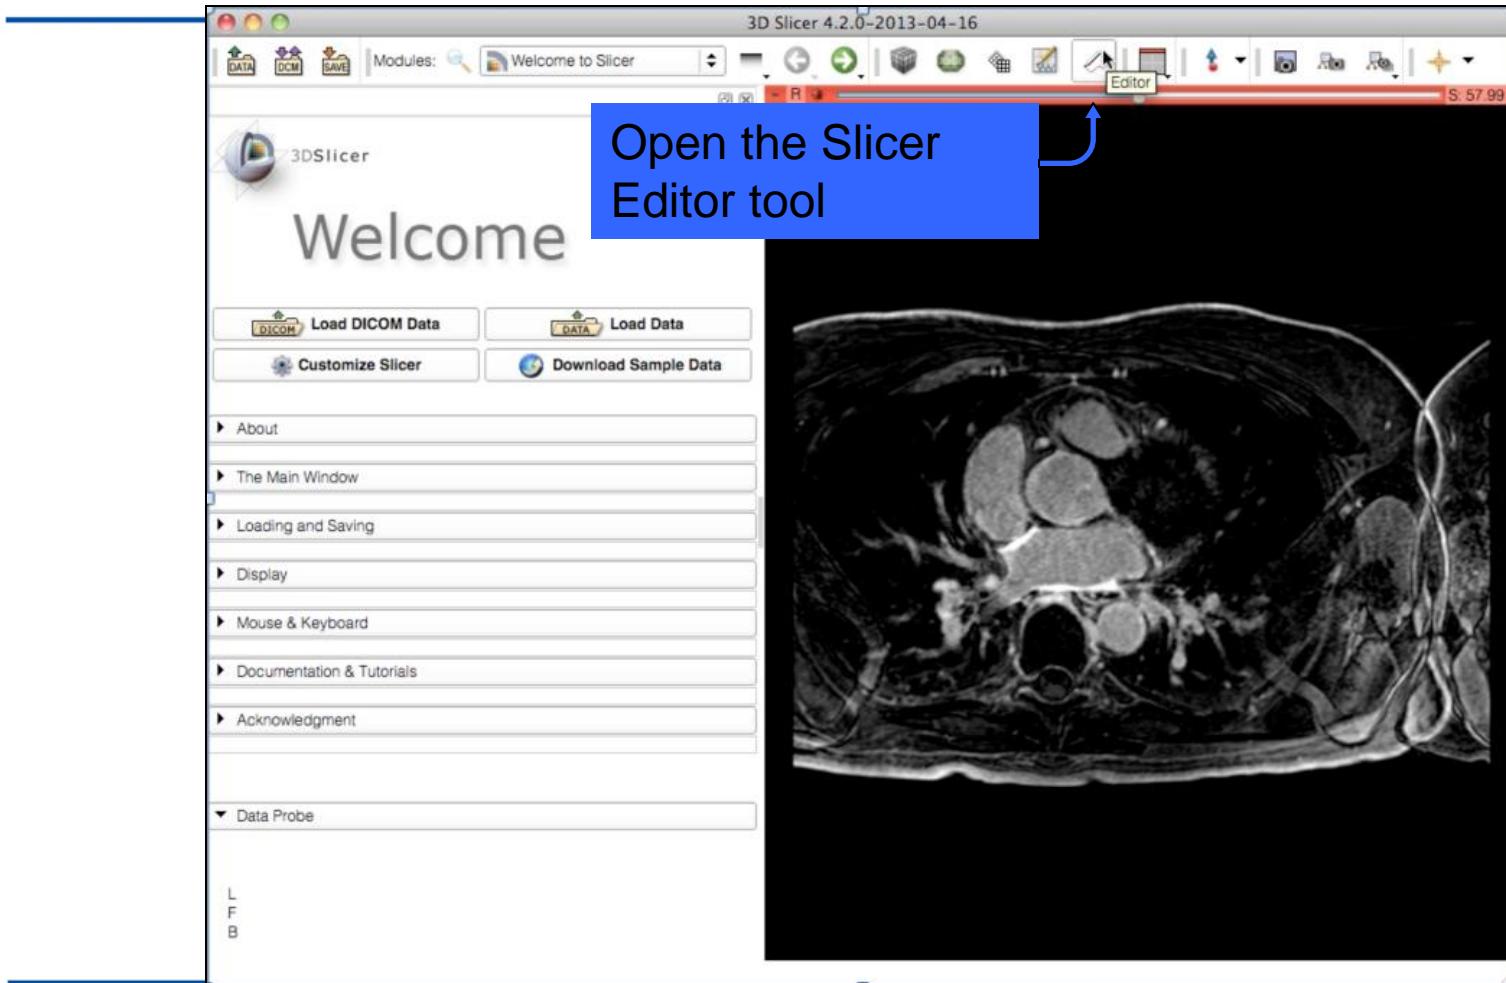 3D Slicer 4.2.0-2013-04-16
DATA
DCM
SAVE
Modules:
Welcome to Slicer
Editor
R
S: 57.99
Open the Slicer
Editor tool
3DSlicer
Welcome
DICOM
Load DICOM Data
DATA
Load Data
Customize Slicer
Download Sample Data
About
The Main Window
Loading and Saving
Display
Mouse & Keyboard
Documentation & Tutorials
Acknowledgment
Data Probe
L
F
B